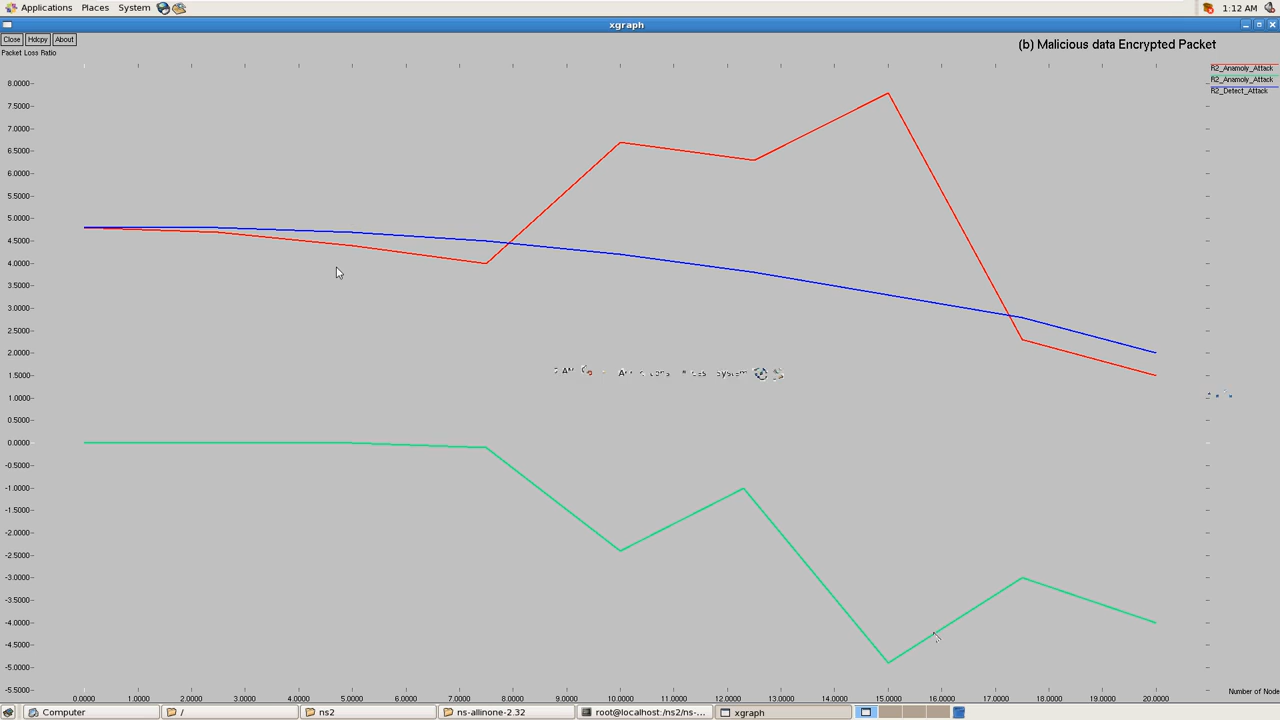 Applications Places System 1:12 AM
xgraph
Close Hdcpy About
(b) Malicious data Encrypted Packet
Packet Loss Ratio
R2_Anamoly_Attack
R2_Anamoly_Attack
R2_Detect_Attack
8.0000
7.5000
7.0000
6.5000
6.0000
5.5000
5.0000
4.5000
4.0000
3.5000
3.0000
2.5000
2.0000
1.5000
1.0000
0.5000
0.0000
-0.5000
-1.0000
-1.5000
-2.0000
-2.5000
-3.0000
-3.5000
-4.0000
-4.5000
-5.0000
-5.5000
Number of Node
0.0000 1.0000 2.0000 3.0000 4.0000 5.0000 6.0000 7.0000 8.0000 9.0000 10.0000 11.0000 12.0000 13.0000 14.0000 15.0000 16.0000 17.0000 18.0000 19.0000 20.0000
Computer / ns2 ns-allinone-2.32 root@localhost:/ns2/ns-... xgraph